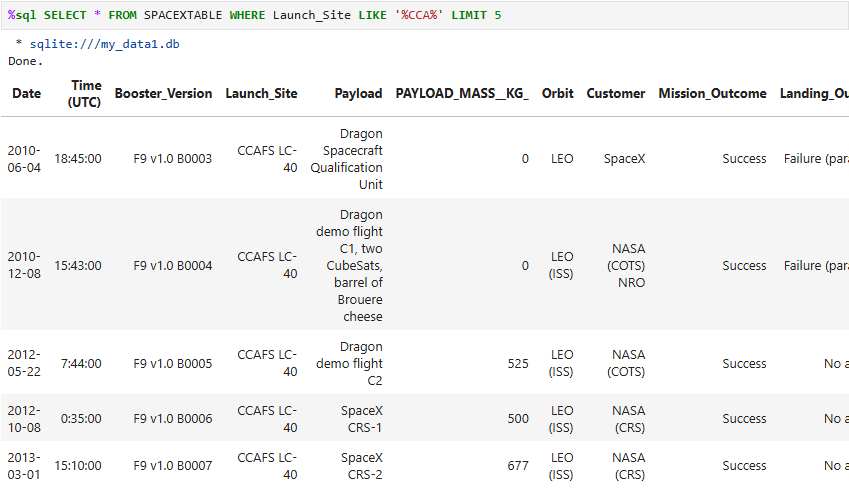 %sql SELECT * FROM SPACEXTABLE WHERE Launch_Site LIKE '%CCA%' LIMIT 5
* sqlite:///my_data1.db
Done.
Date Time (UTC) Booster_Version Launch_Site Payload PAYLOAD_MASS__KG_ Orbit Customer Mission_Outcome Landing_Ou
2010-06-04 18:45:00 F9 v1.0 B0003 CCAFS LC-40 Dragon Spacecraft Qualification Unit 0 LEO SpaceX Success Failure (para
2010-12-08 15:43:00 F9 v1.0 B0004 CCAFS LC-40 Dragon demo flight C1, two CubeSats, barrel of Brouere cheese 0 LEO (ISS) NASA (COTS) NRO Success Failure (para
2012-05-22 7:44:00 F9 v1.0 B0005 CCAFS LC-40 Dragon demo flight C2 525 LEO (ISS) NASA (COTS) Success No a
2012-10-08 0:35:00 F9 v1.0 B0006 CCAFS LC-40 SpaceX CRS-1 500 LEO (ISS) NASA (CRS) Success No a
2013-03-01 15:10:00 F9 v1.0 B0007 CCAFS LC-40 SpaceX CRS-2 677 LEO (ISS) NASA (CRS) Success No a